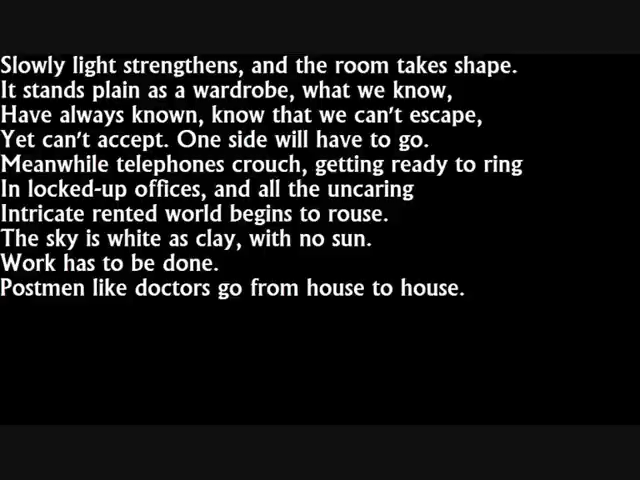 Slowly light strengthens, and the room takes shape.
It stands plain as a wardrobe, what we know,
Have always known, know that we can't escape,
Yet can't accept. One side will have to go.
Meanwhile telephones crouch, getting ready to ring
In locked-up offices, and all the uncaring
Intricate rented world begins to rouse.
The sky is white as clay, with no sun.
Work has to be done.
Postmen like doctors go from house to house.